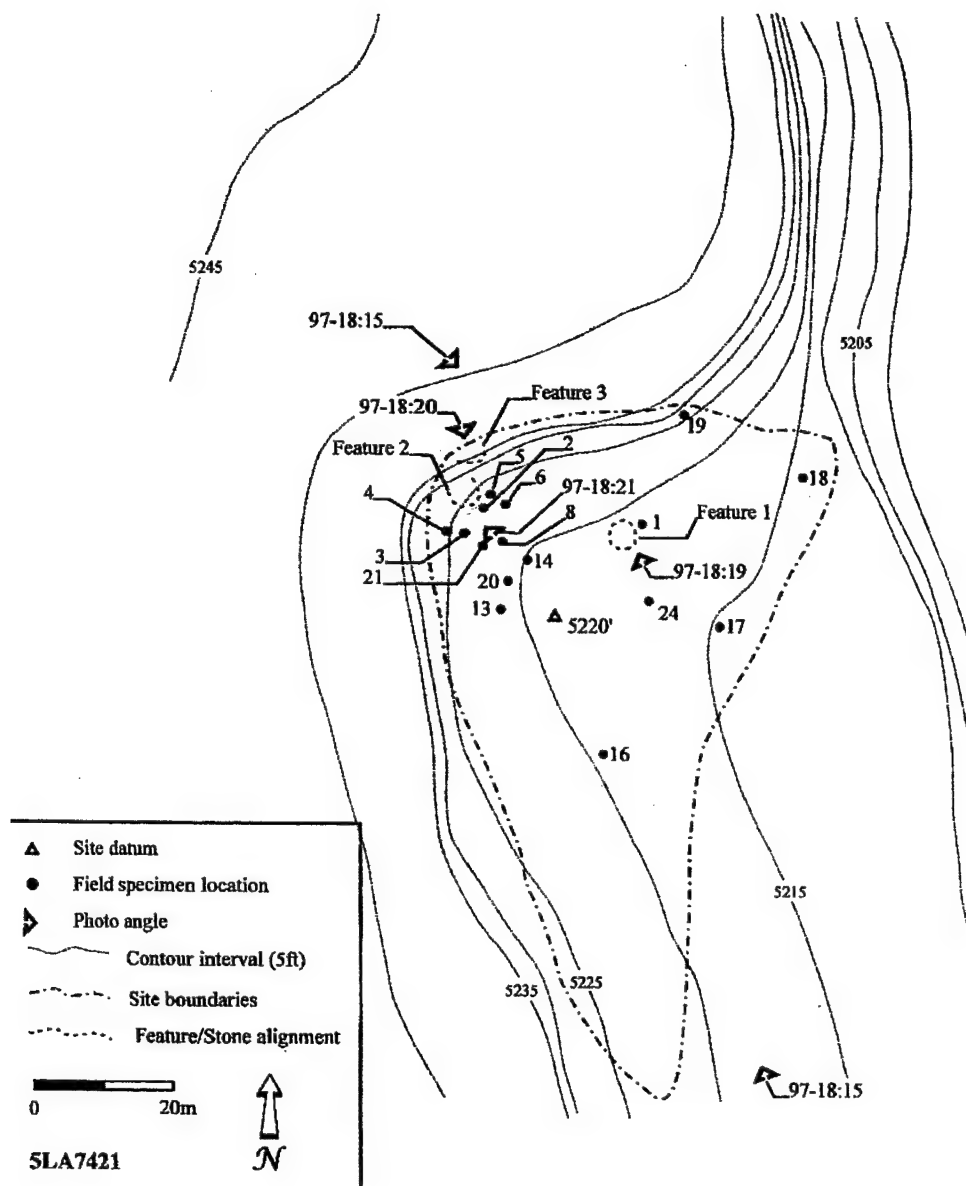 5245
97-18:15
5205
Feature 3
97-18:20
19
Feature 2
5
2
6
97-18:21
18
4
8
1
Feature 1
3
14
97-18:19
21
20
24
13
5220'
17
16
5215
5235
5225
97-18:15
Site datum
Field specimen location
Photo angle
Contour interval (5ft)
Site boundaries
Feature/Stone alignment
0
20m
5LA7421
N